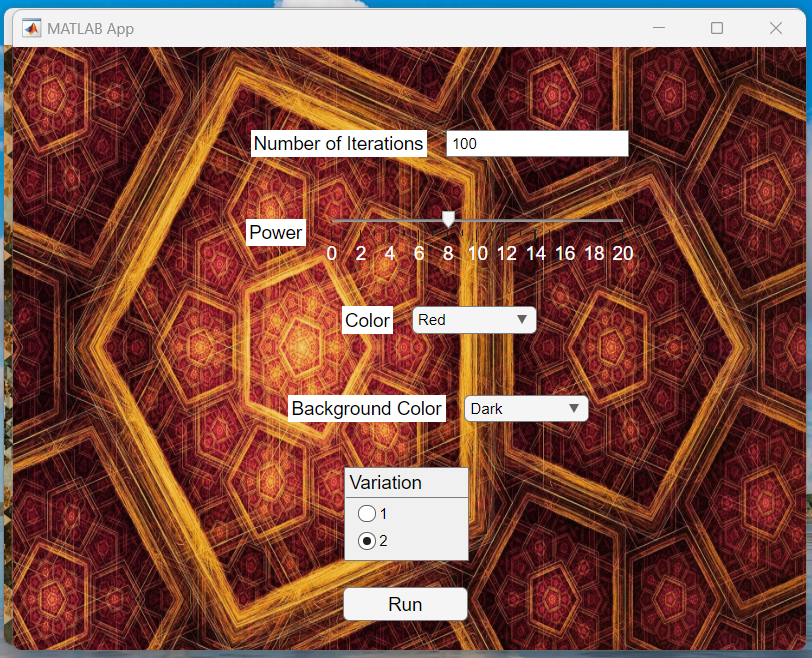 MATLAB App
Number of Iterations 100
Power
0 2 4 6 8 10 12 14 16 18 20
Color Red
Background Color Dark
Variation
1
2
Run